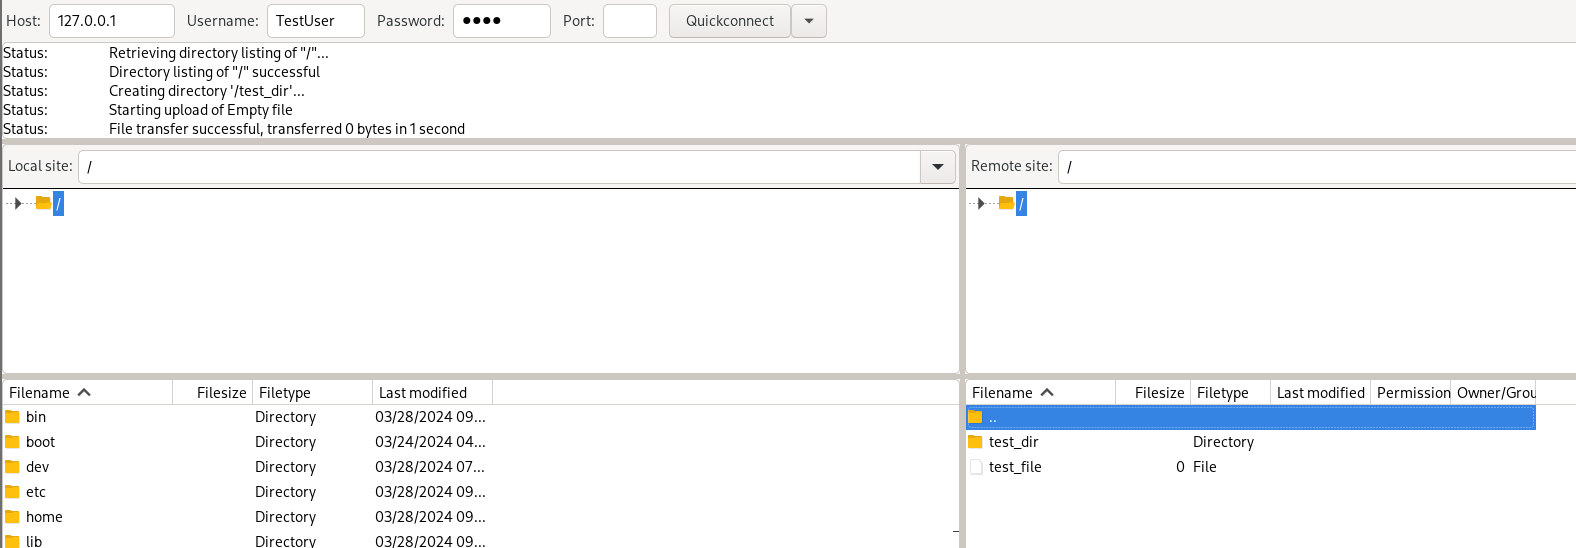 Host: 127.0.0.1 Username: TestUser Password: ●●●● Port: Quickconnect
Status: Retrieving directory listing of "/"...
Status: Directory listing of "/" successful
Status: Creating directory '/test_dir'...
Status: Starting upload of Empty file
Status: File transfer successful, transferred 0 bytes in 1 second
Local site: / Remote site: /
/ /
Filename Filesize Filetype Last modified Filename Filesize Filetype Last modified Permission Owner/Grou
bin Directory 03/28/2024 09... ..
boot Directory 03/24/2024 04... test_dir Directory
dev Directory 03/28/2024 07... test_file 0 File
etc Directory 03/28/2024 09...
home Directory 03/28/2024 09...
lib Directory 03/28/2024 09...